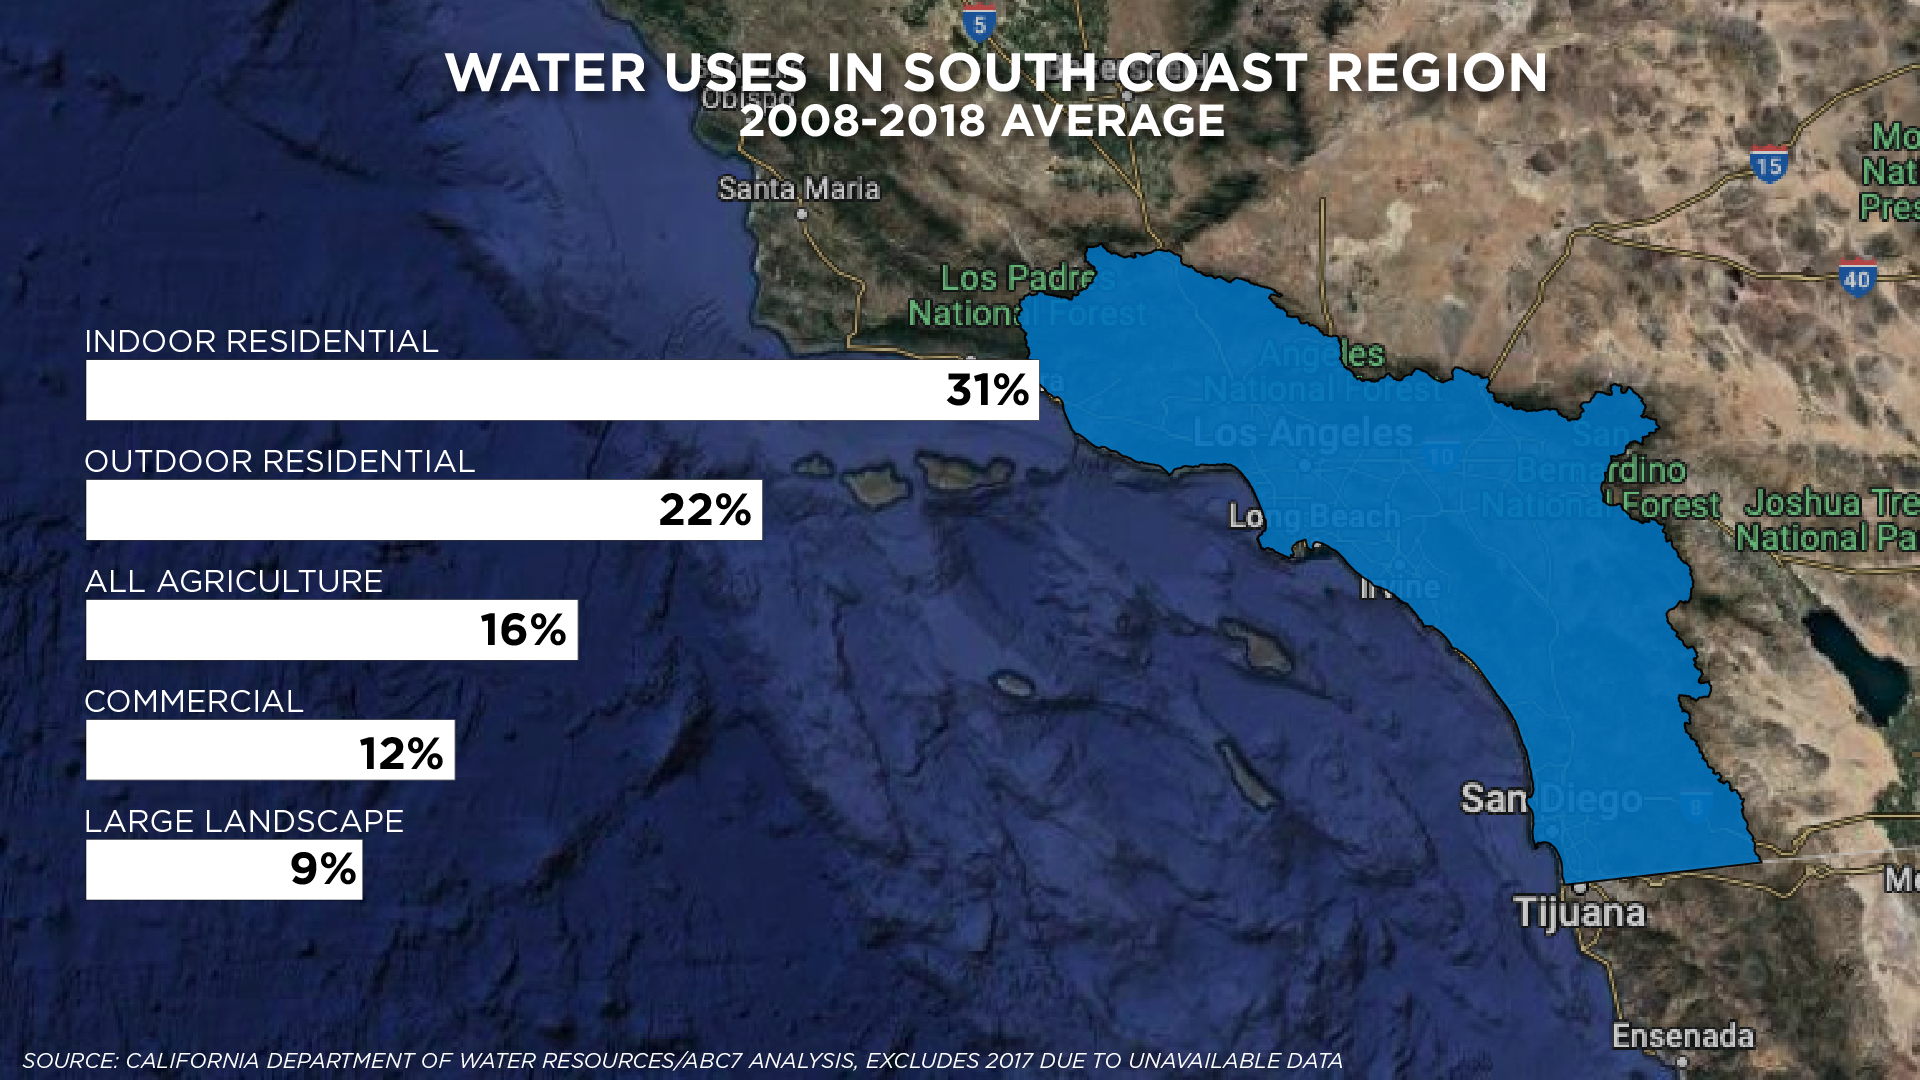 WATER USES IN SOUTH COAST REGION
2008-2018 AVERAGE
5
Obispo
15
Santa Maria
40
Los Padres
National Forest
INDOOR RESIDENTIAL
31%
Angeles
National Forest
Los Angeles
10
OUTDOOR RESIDENTIAL
22%
San
Bernardino
National Forest
Joshua Tre
National Pa
Long Beach
ALL AGRICULTURE
16%
Irvine
COMMERCIAL
12%
San Diego
8
LARGE LANDSCAPE
9%
Tijuana
Ensenada
SOURCE: CALIFORNIA DEPARTMENT OF WATER RESOURCES/ABC7 ANALYSIS, EXCLUDES 2017 DUE TO UNAVAILABLE DATA